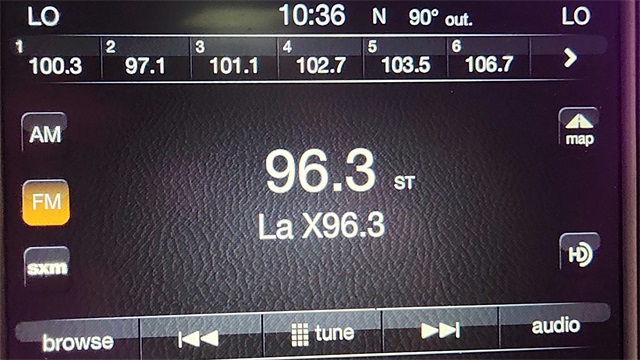 LO 10:36 N 90° out. LO
1 2 3 4 5 6
100.3 97.1 101.1 102.7 103.5 106.7
AM
map
96.3 ST
FM
La X96.3
sxm
HD
browse tune audio